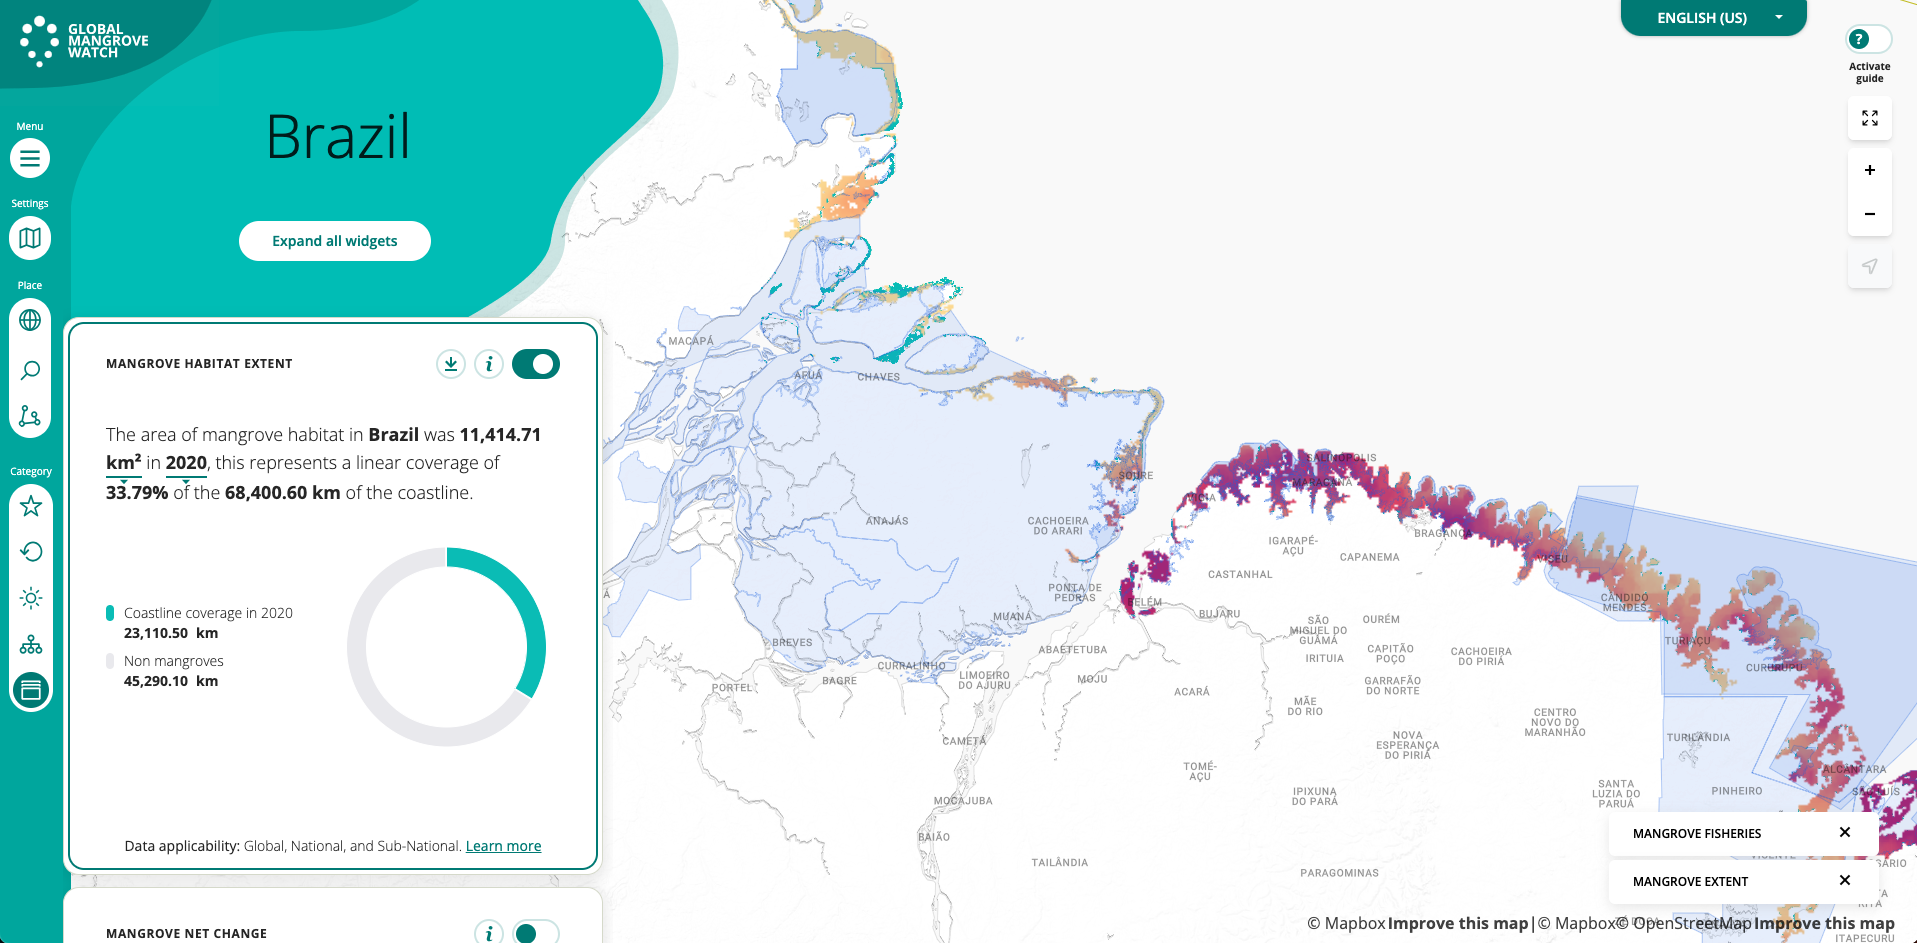 GLOBAL
MANGROVE
WATCH
Menu
Settings
Place
Category
Brazil
Expand all widgets
MANGROVE HABITAT EXTENT
The area of mangrove habitat in Brazil was 11,414.71
km² in 2020, this represents a linear coverage of
33.79% of the 68,400.60 km of the coastline.
Coastline coverage in 2020
23,110.50 km
Non mangroves
45,290.10 km
Data applicability: Global, National, and Sub-National. Learn more
MANGROVE NET CHANGE
ENGLISH (US)
Activate
guide
MACAPÁ
AFUÁ
CHAVES
SOURE
SALINÓPOLIS
MARACANÃ
VIGIA
ANAJÁS
CACHOEIRA
DO ARARI
BRAGANÇA
IGARAPÉ-
AÇU
CAPANEMA
VISEU
CASTANHAL
PONTA DE
PEDRAS
BELÉM
CÂNDIDO
MENDES
BUJARU
MUANÁ
SÃO
MIGUEL DO
GUAMÁ
OURÉM
BREVES
ABAETETUBA
IRITUIA
CAPITÃO
POÇO
CACHOEIRA
DO PIRIÁ
TURIAÇU
CURURUPU
CURRALINHO
BAGRE
LIMOEIRO
DO AJURU
MOJU
PORTEL
ACARÁ
GARRAFÃO
DO NORTE
MÃE
DO RIO
CENTRO
NOVO DO
MARANHÃO
CAMETÁ
NOVA
ESPERANÇA
DO PIRIÁ
TURILÂNDIA
TOMÉ-
AÇU
ALCÂNTARA
SÃO LUÍS
MOCAJUBA
IPIXUNA
DO PARÁ
SANTA
LUZIA DO
PARUÁ
PINHEIRO
BAIÃO
TAILÂNDIA
PARAGOMINAS
MANGROVE FISHERIES
MANGROVE EXTENT
© Mapbox Improve this map | © Mapbox © OpenStreetMap Improve this map
ITAPECURU